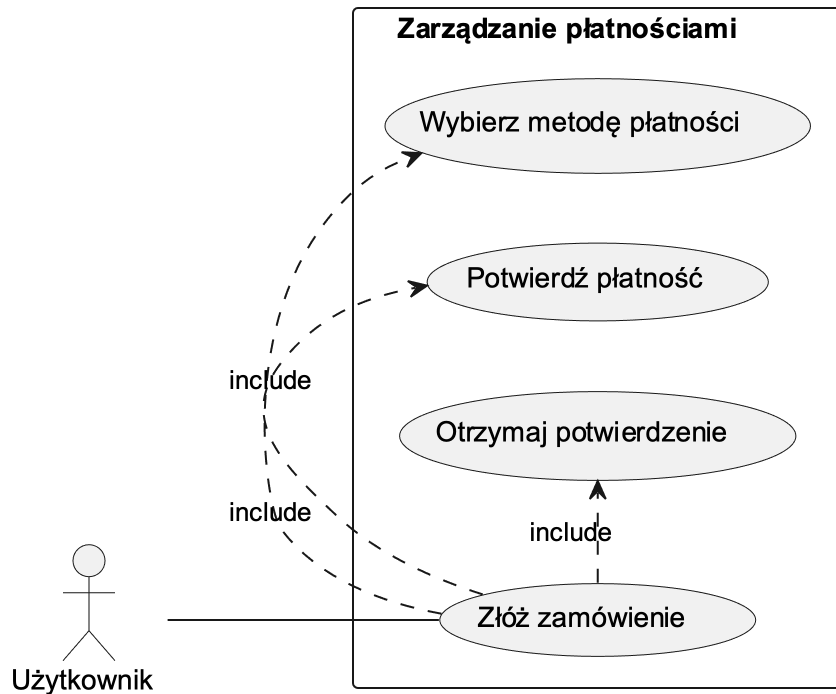 Zarządzanie płatnościami
Wybierz metodę płatności
Potwierdź płatność
include
Otrzymaj potwierdzenie
include
include
Złóż zamówienie
Użytkownik